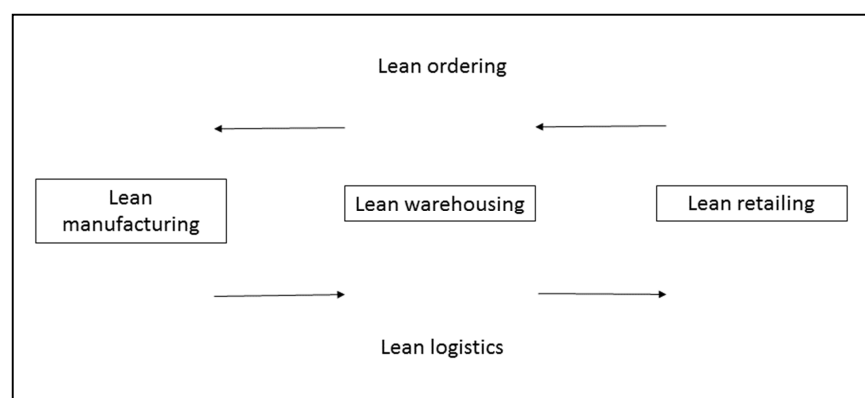 Lean ordering
Lean
manufacturing
Lean warehousing
Lean retailing
Lean logistics